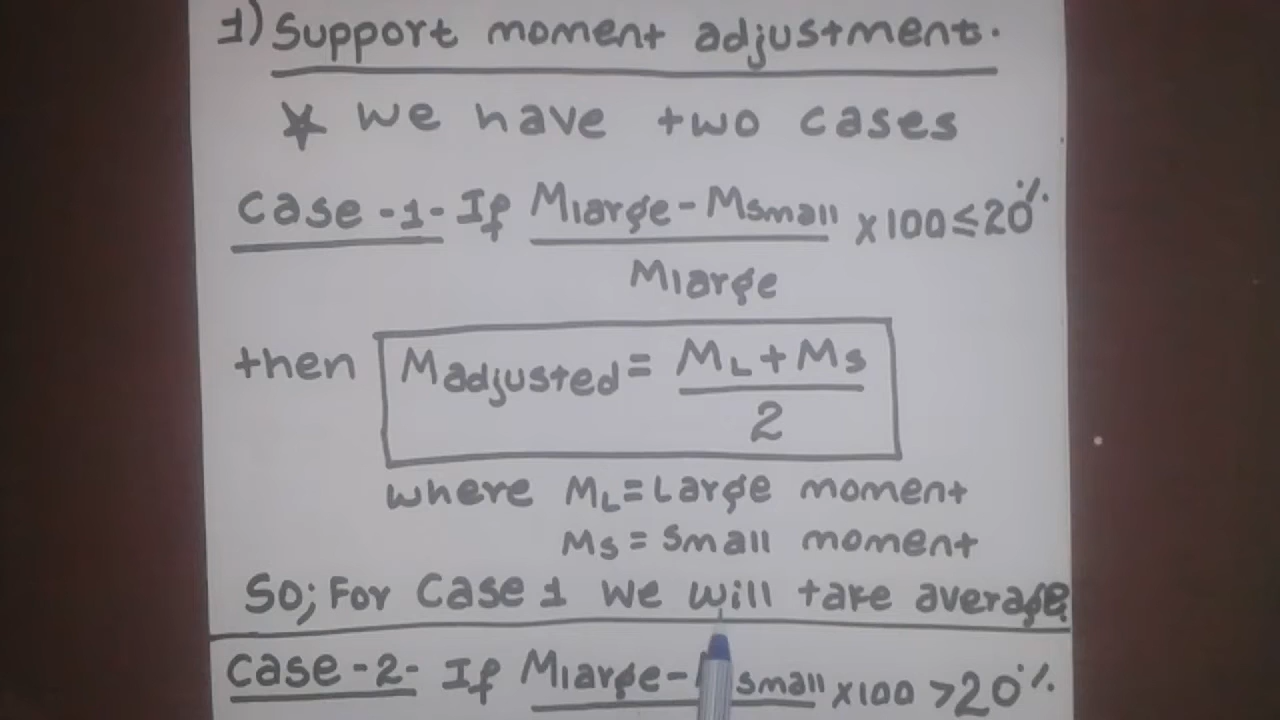 1) Support moment adjustment.
* we have two cases
Case -1- If Mlarge - Msmall x100 ≤ 20%
Mlarge
then Madjusted = ML + Ms
2
where ML = Large moment
Ms = small moment
So; For Case 1 we will take average.
Case -2- If Mlarge - small x100 > 20%